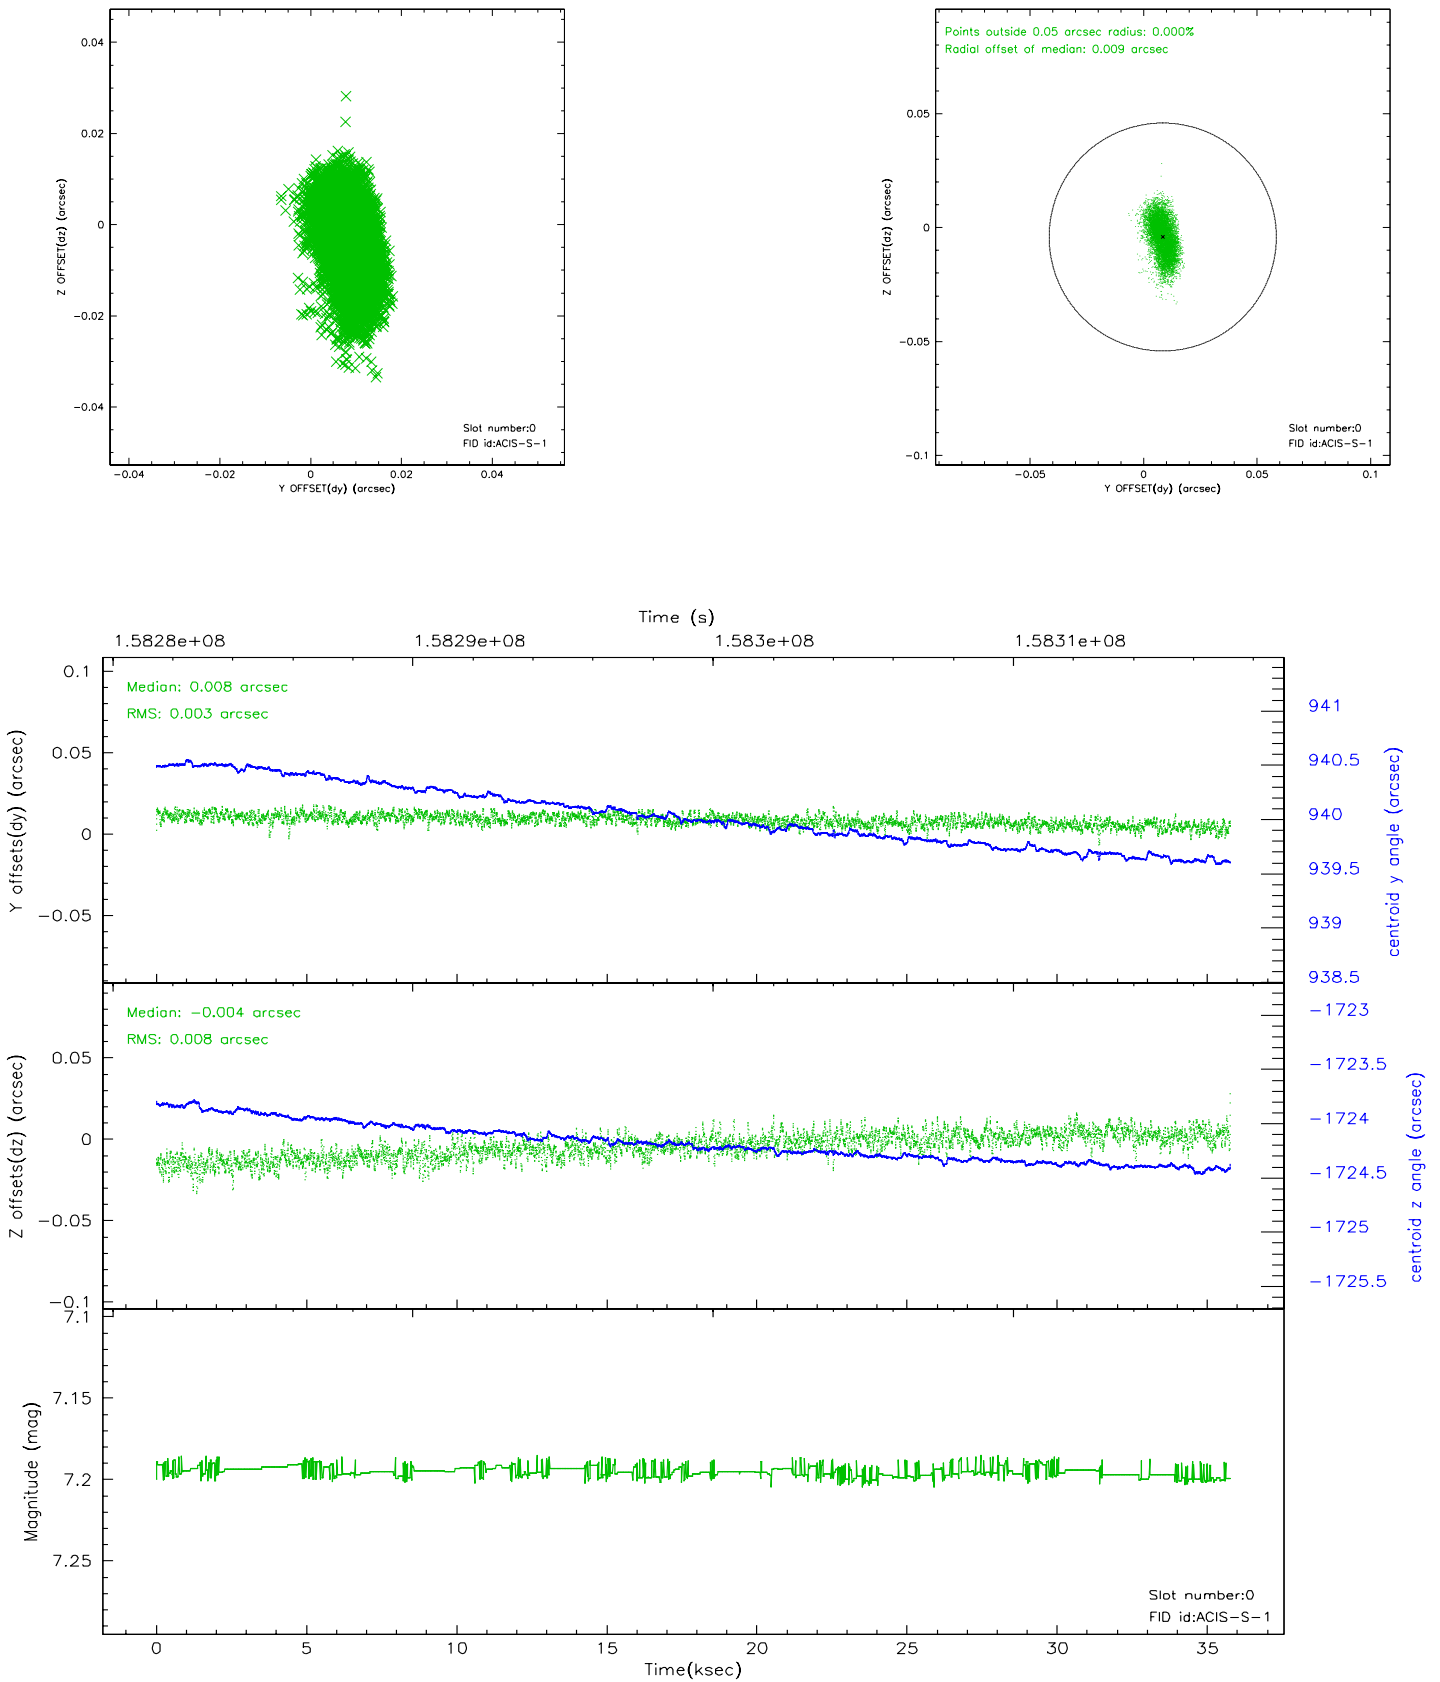 0.04
0.02
0
-0.02
-0.04
Z OFFSET(dz) (arcsec)
-0.04
-0.02
0
0.02
0.04
Y OFFSET(dy) (arcsec)
Slot number:0
FID id:ACIS-S-1
Points outside 0.05 arcsec radius: 0.000%
Radial offset of median: 0.009 arcsec
0.05
0
-0.05
-0.1
Z OFFSET(dz) (arcsec)
-0.05
0
0.05
0.1
Y OFFSET(dy) (arcsec)
Slot number:0
FID id:ACIS-S-1
Time (s)
1.5828e+08
1.5829e+08
1.583e+08
1.5831e+08
Median: 0.008 arcsec
RMS: 0.003 arcsec
0.1
0.05
0
-0.05
Y offsets(dy) (arcsec)
941
940.5
940
939.5
939
938.5
centroid y angle (arcsec)
Median: -0.004 arcsec
RMS: 0.008 arcsec
0.05
0
-0.05
-0.1
Z offsets(dz) (arcsec)
-1723
-1723.5
-1724
-1724.5
-1725
-1725.5
centroid z angle (arcsec)
7.1
7.15
7.2
7.25
Magnitude (mag)
Slot number:0
FID id:ACIS-S-1
0
5
10
15
20
25
30
35
Time(ksec)